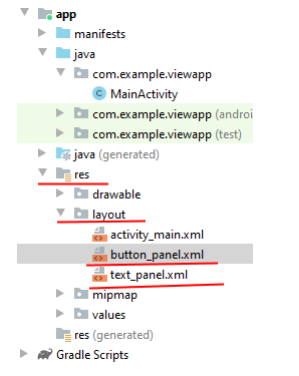 app
manifests
java
com.example.viewapp
C MainActivity
com.example.viewapp (androi
com.example.viewapp (test)
java (generated)
res
drawable
layout
activity_main.xml
button_panel.xml
text_panel.xml
mipmap
values
res (generated)
Gradle Scripts